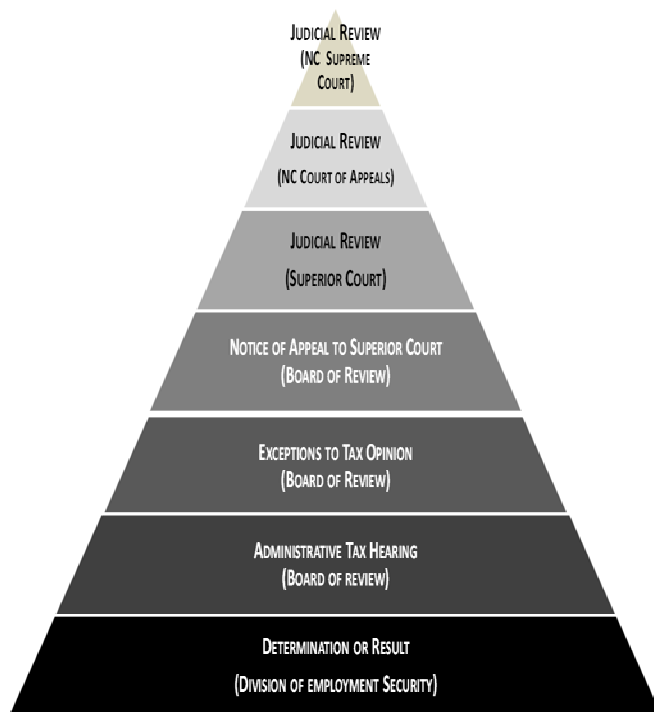 JUDICIAL REVIEW
(NC SUPREME
COURT)
JUDICIAL REVIEW
(NC COURT OF APPEALS)
JUDICIAL REVIEW
(SUPERIOR COURT)
NOTICE OF APPEAL TO SUPERIOR COURT
(BOARD OF REVIEW)
EXCEPTIONS TO TAX OPINION
(BOARD OF REVIEW)
ADMINISTRATIVE TAX HEARING
(BOARD OF REVIEW)
DETERMINATION OR RESULT
(DIVISION OF EMPLOYMENT SECURITY)